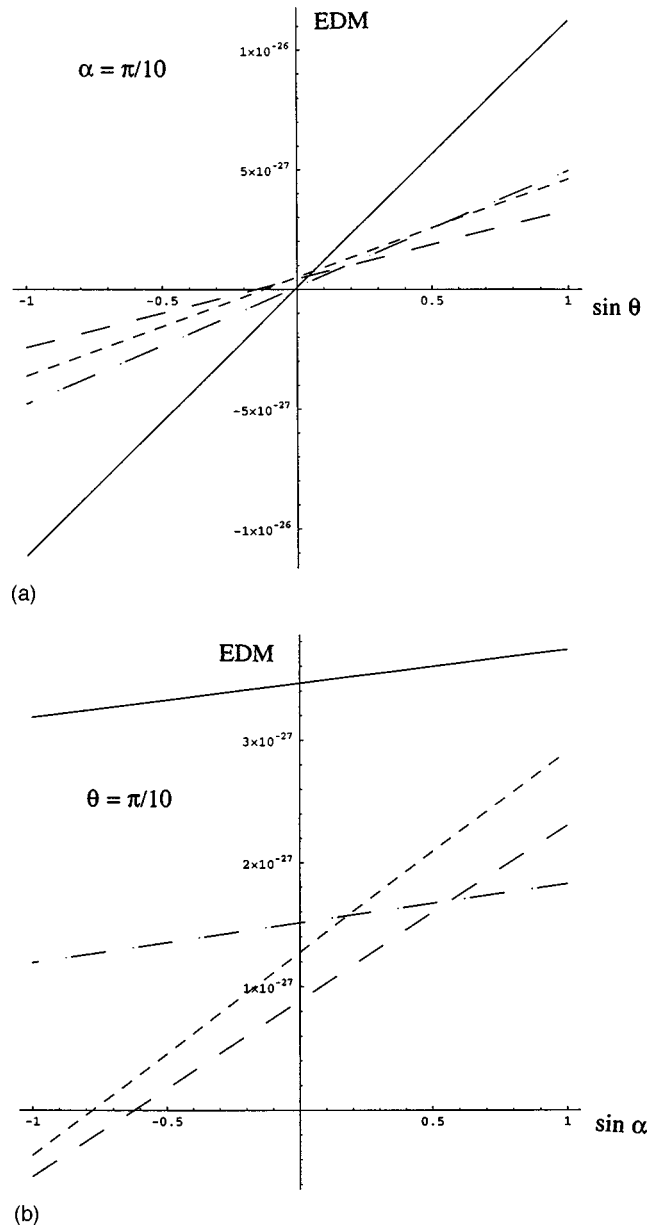 EDM
1×10⁻²⁶
α = π/10
5×10⁻²⁷
-1 -0.5 0.5 1
sin θ
-5×10⁻²⁷
-1×10⁻²⁶
(a)
EDM
3×10⁻²⁷
θ = π/10
2×10⁻²⁷
1×10⁻²⁷
-1 -0.5 0.5 1
sin α
(b)